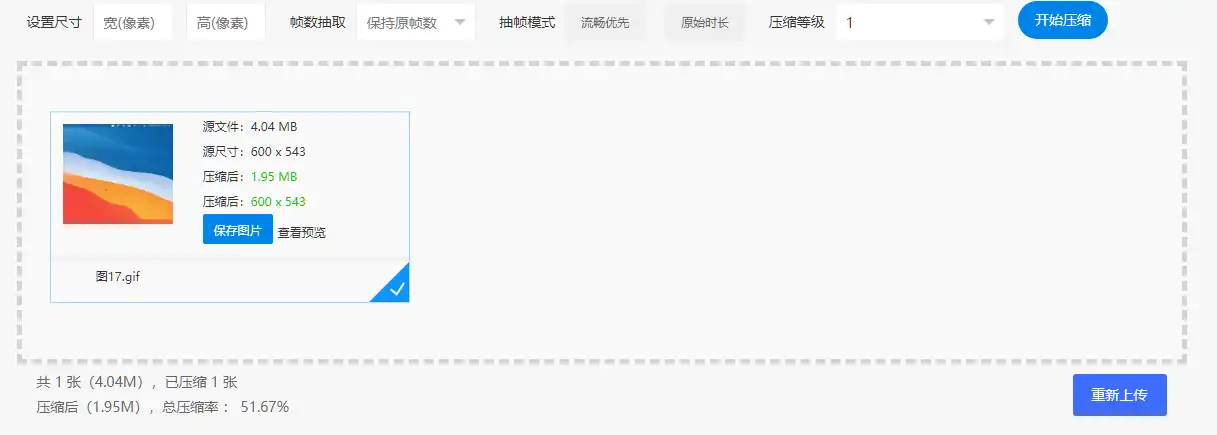 设置尺寸 宽(像素) 高(像素) 帧数抽取 保持原帧数 抽帧模式 流畅优先 原始时长 压缩等级 1 开始压缩
源文件：4.04 MB
源尺寸：600 x 543
压缩后：1.95 MB
压缩后：600 x 543
保存图片 查看预览
图17.gif
共 1 张（4.04M），已压缩 1 张
压缩后（1.95M），总压缩率： 51.67%
重新上传